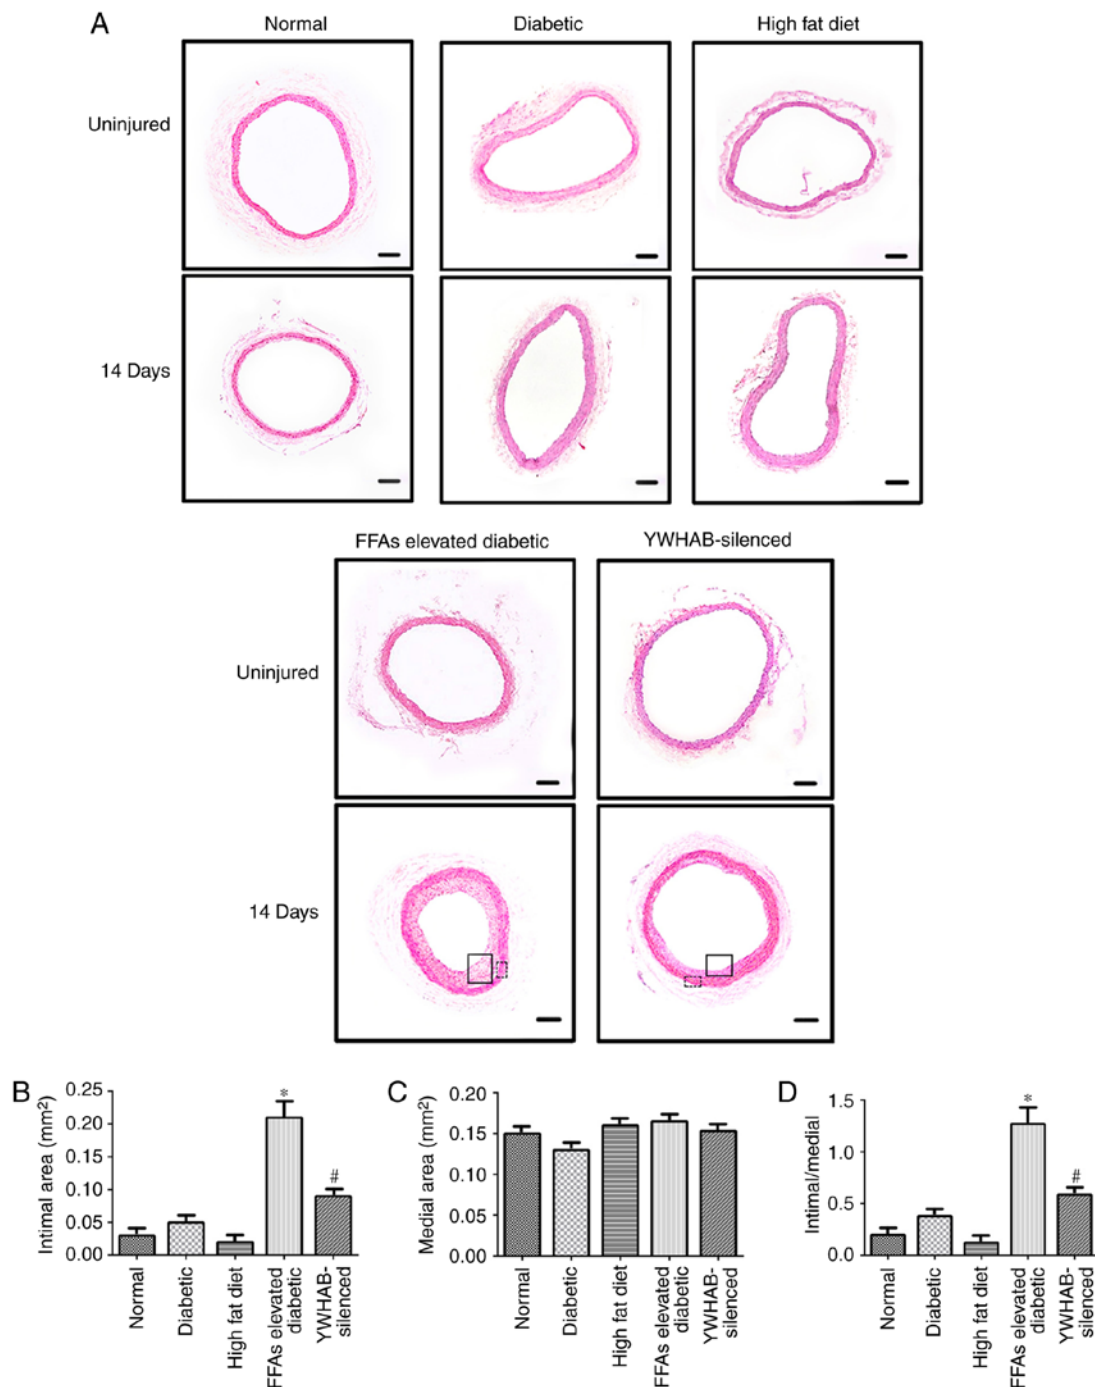 A
Normal Diabetic High fat diet
Uninjured
14 Days
FFAs elevated diabetic YWHAB-silenced
Uninjured
14 Days
B
Intimal area (mm²)
0.25
0.20
0.15
0.10
0.05
0.00
*
#
Normal
Diabetic
High fat diet
FFAs elevated
diabetic
YWHAB-
silenced
C
Medial area (mm²)
0.20
0.15
0.10
0.05
0.00
Normal
Diabetic
High fat diet
FFAs elevated
diabetic
YWHAB-
silenced
D
Intimal/medial
1.5
1.0
0.5
0.0
*
#
Normal
Diabetic
High fat diet
FFAs elevated
diabetic
YWHAB-
silenced